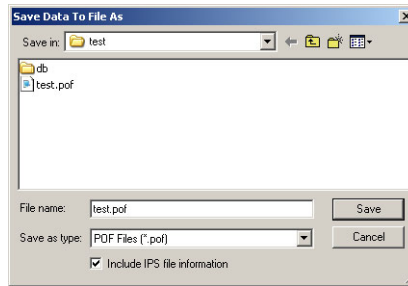 Save Data To File As
Save in: test
db
test.pof
File name: test.pof Save
Save as type: POF Files (*.pof) Cancel
Include IPS file information